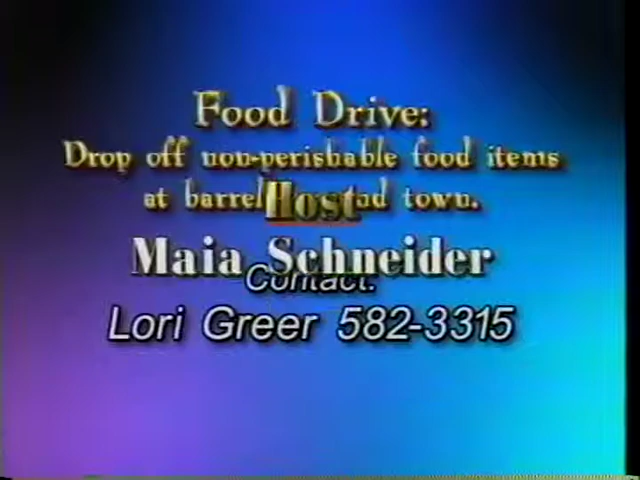 Food Drive:
Drop off non-perishable food items
at barrel Host town.
Maia Schneider
Contact:
Lori Greer 582-3315